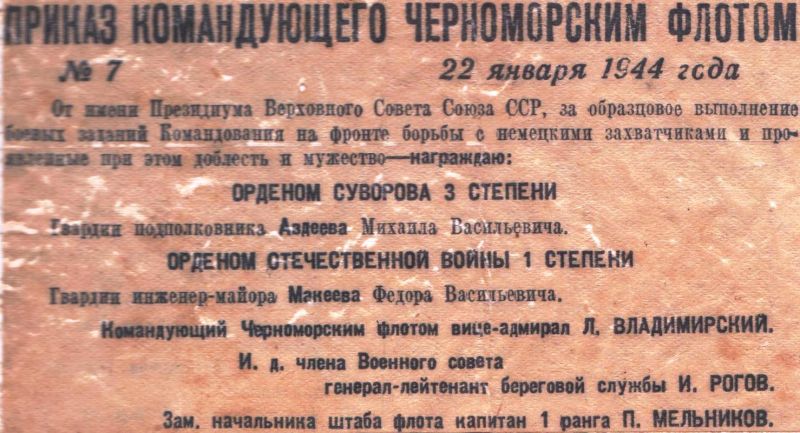 ПРИКАЗ КОМАНДУЮЩЕГО ЧЕРНОМОРСКИМ ФЛОТОМ
№ 7 22 января 1944 года
От имени Президиума Верховного Совета Союза ССР, за образцовое выполнение
боевых заданий Командования на фронте борьбы с немецкими захватчиками и про-
явленные при этом доблесть и мужество—награждаю:
ОРДЕНОМ СУВОРОВА 3 СТЕПЕНИ
Гвардии подполковника Авдеева Михаила Васильевича.
ОРДЕНОМ ОТЕЧЕСТВЕННОЙ ВОЙНЫ 1 СТЕПЕНИ
Гвардии инженер-майора Макеева Федора Васильевича.
Командующий Черноморским флотом вице-адмирал Л. ВЛАДИМИРСКИЙ.
И. д. члена Военного совета
генерал-лейтенант береговой службы И. РОГОВ.
Зам. начальника штаба флота капитан 1 ранга П. МЕЛЬНИКОВ.